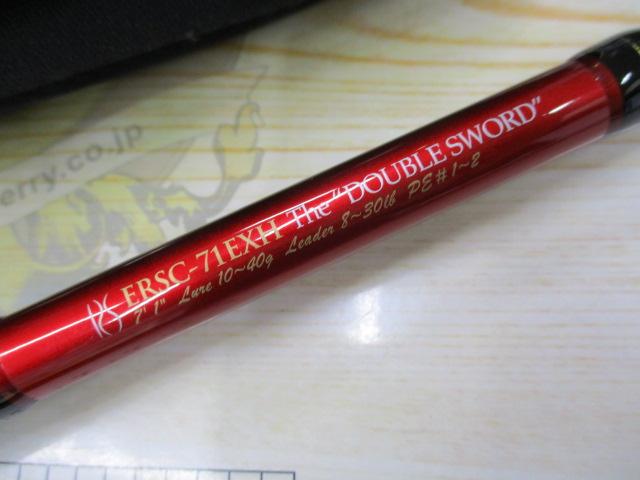 erry.co.jp
ERSC-71EXH The "DOUBLE SWORD"
7'1" Lure 10~40g Leader 8~30lb PE#1~2